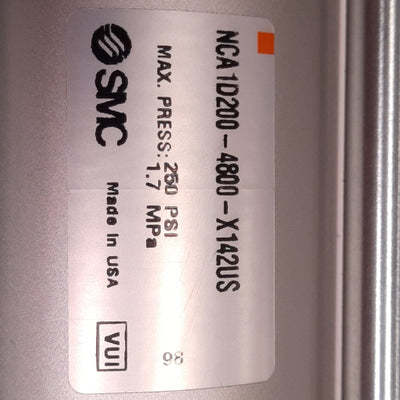 NCA1D200-4800-X142US
MAX. PRESS: 250 PSI
1.7 MPa
98
SMC
Made in USA
VUI